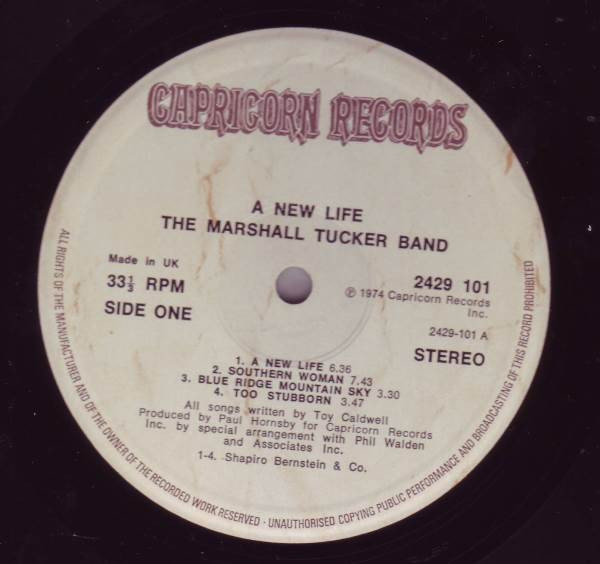 CAPRICORN RECORDS
A NEW LIFE
THE MARSHALL TUCKER BAND
Made in UK
33⅓ RPM
SIDE ONE
2429 101
℗ 1974 Capricorn Records
Inc.
2429-101 A
STEREO
1. A NEW LIFE 6.36
2. SOUTHERN WOMAN 7.43
3. BLUE RIDGE MOUNTAIN SKY 3.30
4. TOO STUBBORN 3.47
All songs written by Toy Caldwell
Produced by Paul Hornsby for Capricorn Records
Inc. by special arrangement with Phil Walden
and Associates Inc.
1-4. Shapiro Bernstein & Co.
ALL RIGHTS OF THE MANUFACTURER AND OF THE OWNER OF THE RECORDED WORK RESERVED · UNAUTHORISED COPYING PUBLIC PERFORMANCE AND BROADCASTING OF THIS RECORD PROHIBITED